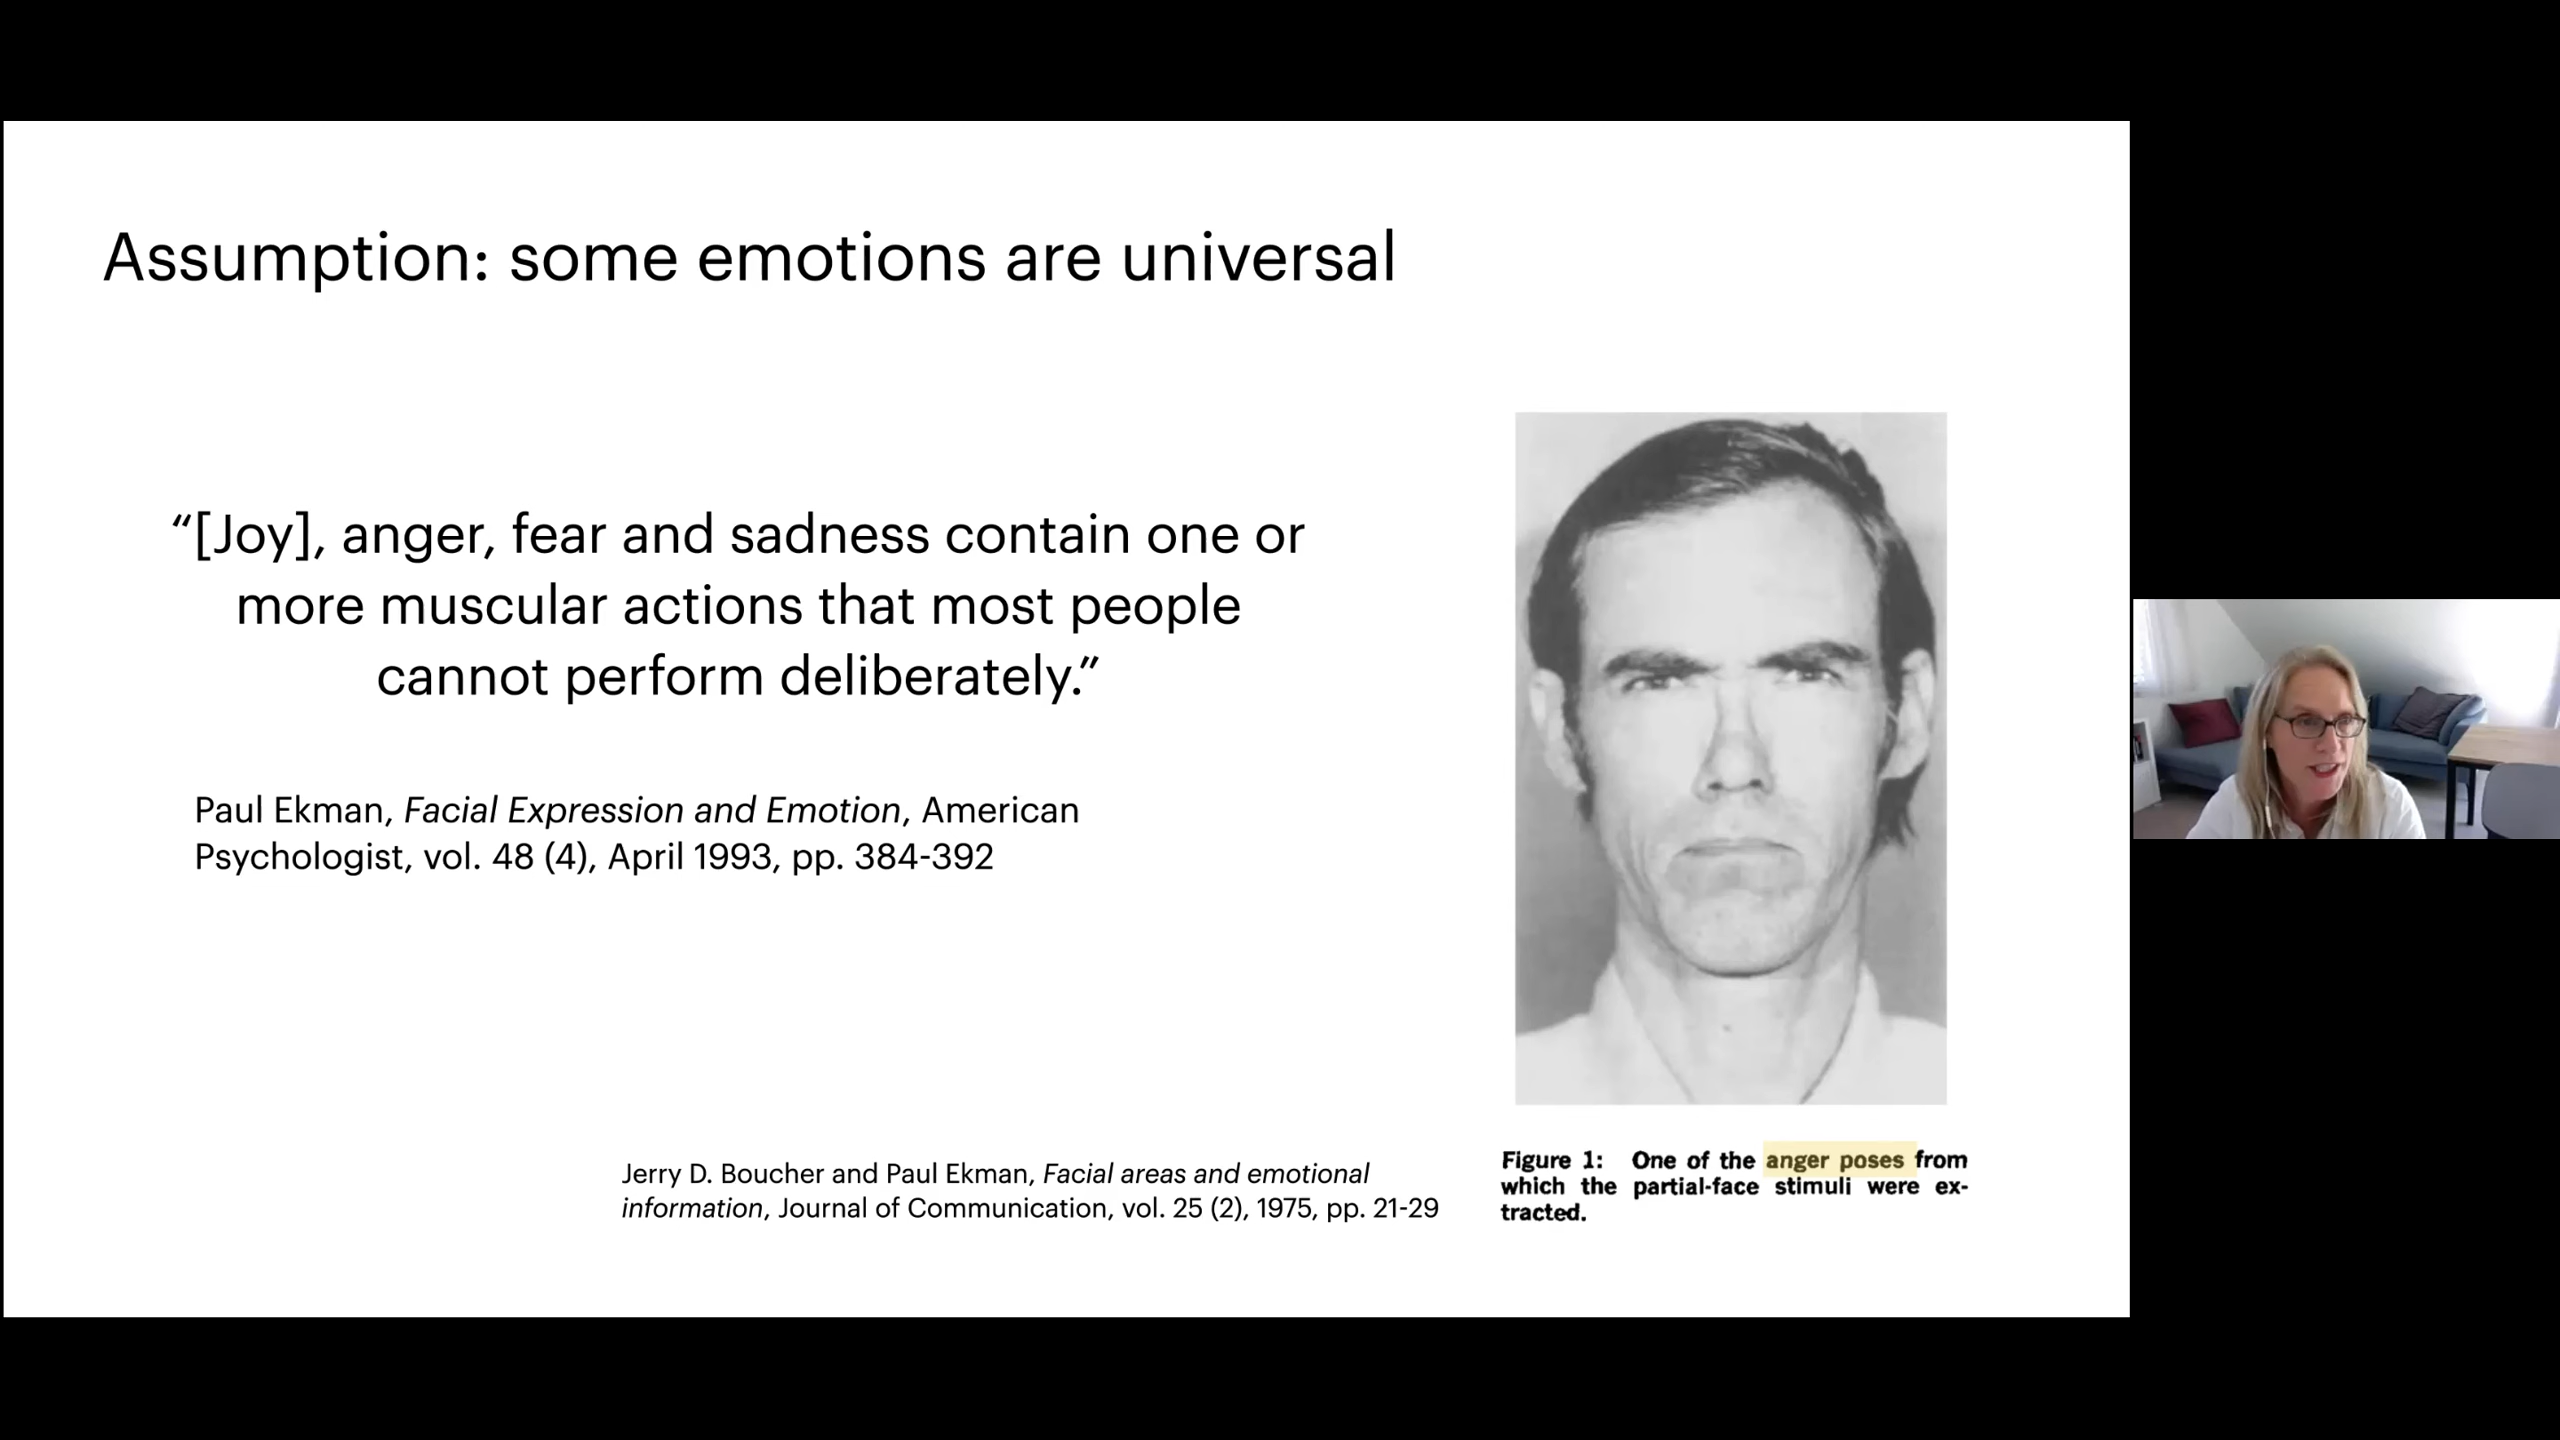 Assumption: some emotions are universal
“[Joy], anger, fear and sadness contain one or
more muscular actions that most people
cannot perform deliberately.”
Paul Ekman, Facial Expression and Emotion, American
Psychologist, vol. 48 (4), April 1993, pp. 384-392
Jerry D. Boucher and Paul Ekman, Facial areas and emotional
information, Journal of Communication, vol. 25 (2), 1975, pp. 21-29
Figure 1: One of the anger poses from
which the partial-face stimuli were ex-
tracted.